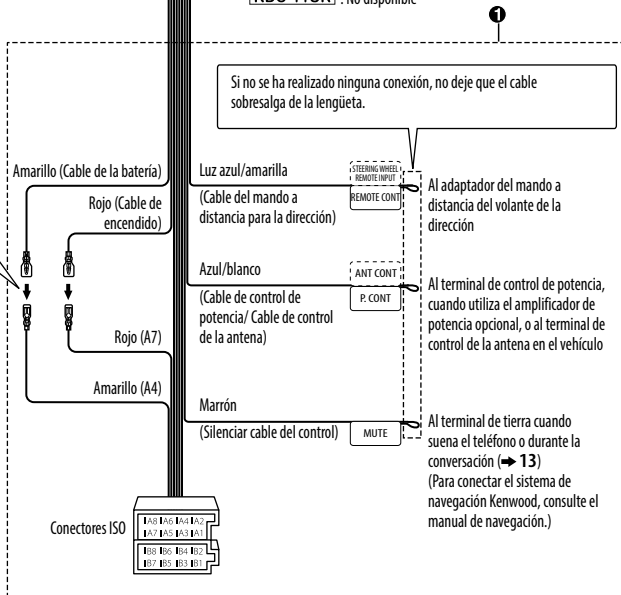 : No disponible
❶
Si no se ha realizado ninguna conexión, no deje que el cable
sobresalga de la lengüeta.
Amarillo (Cable de la batería)
Rojo (Cable de
encendido)
Rojo (A7)
Amarillo (A4)
Luz azul/amarilla
(Cable del mando a
distancia para la dirección)
STEERING WHEEL
REMOTE INPUT
REMOTE CONT
Al adaptador del mando a
distancia del volante de la
dirección
Azul/blanco
(Cable de control de
potencia/ Cable de control
de la antena)
ANT CONT
P. CONT
Al terminal de control de potencia,
cuando utiliza el amplificador de
potencia opcional, o al terminal de
control de la antena en el vehículo
Marrón
(Silenciar cable del control)
MUTE
Al terminal de tierra cuando
suena el teléfono o durante la
conversación (➔ 13)
(Para conectar el sistema de
navegación Kenwood, consulte el
manual de navegación.)
Conectores ISO
A8 A6 A4 A2
A7 A5 A3 A1
B8 B6 B4 B2
B7 B5 B3 B1